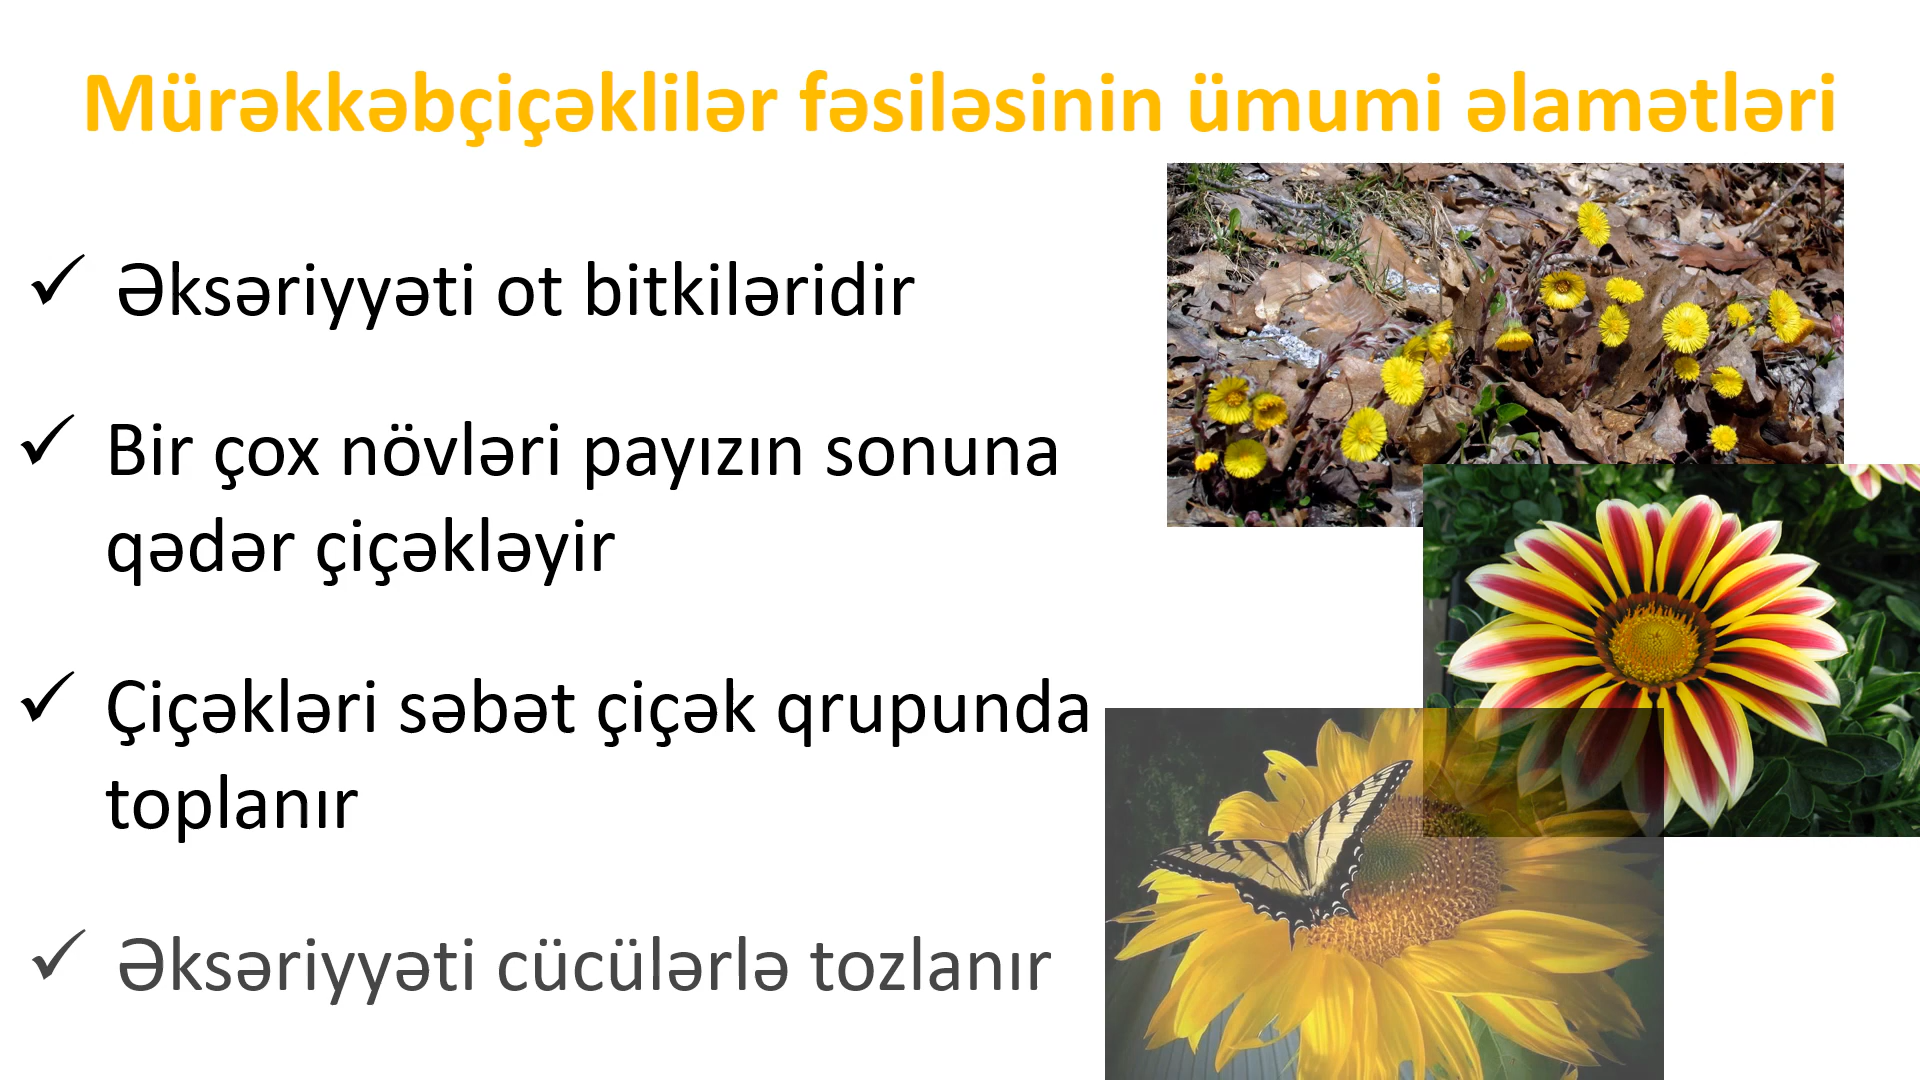 Mürəkkəbçiçəklilər fəsiləsinin ümumi əlamətləri
✓ Əksəriyyəti ot bitkiləridir
✓ Bir çox növləri payızın sonuna
qədər çiçəkləyir
✓ Çiçəkləri səbət çiçək qrupunda
toplanır
✓ Əksəriyyəti cücülərlə tozlanır